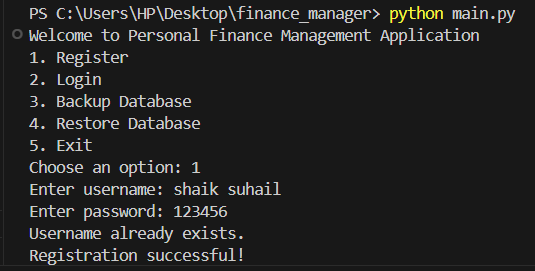 PS C:\Users\HP\Desktop\finance_manager> python main.py
Welcome to Personal Finance Management Application
1. Register
2. Login
3. Backup Database
4. Restore Database
5. Exit
Choose an option: 1
Enter username: shaik suhail
Enter password: 123456
Username already exists.
Registration successful!